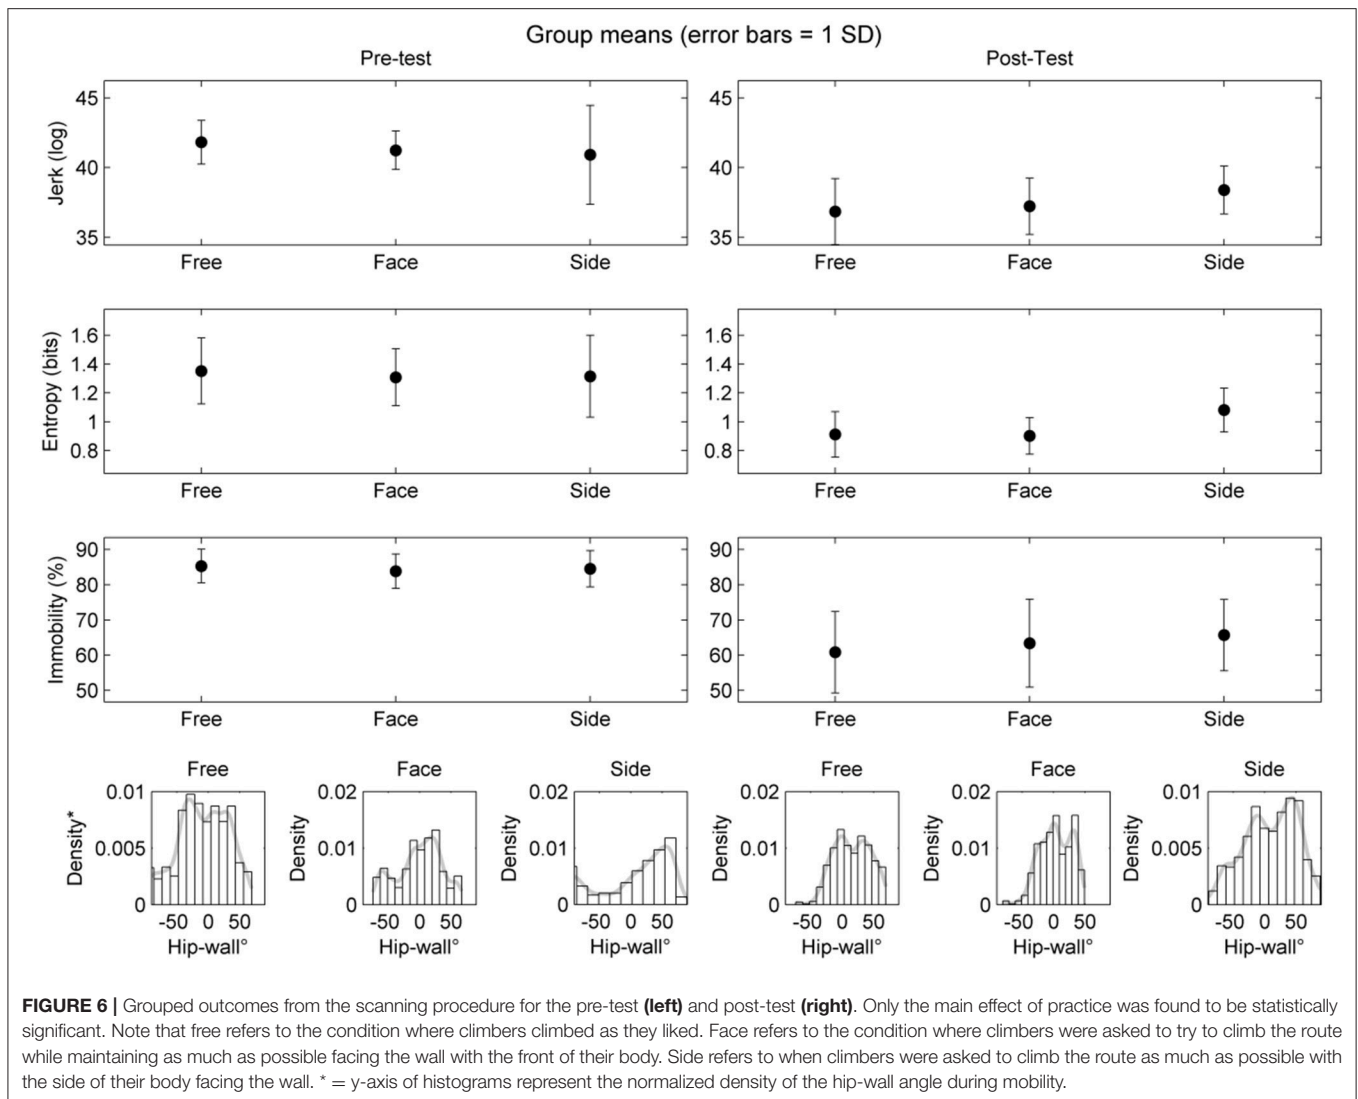 Group means (error bars = 1 SD)
Pre-test
Post-Test
Jerk (log)
45
40
35
Free
Face
Side
45
40
35
Free
Face
Side
Entropy (bits)
1.6
1.4
1.2
1
0.8
Free
Face
Side
1.6
1.4
1.2
1
0.8
Free
Face
Side
Immobility (%)
90
80
70
60
50
Free
Face
Side
90
80
70
60
50
Free
Face
Side
Free
Density*
0.01
0.005
0
-50 0 50
Hip-wall°
Face
Density
0.02
0.01
0
-50 0 50
Hip-wall°
Side
Density
0.02
0.01
0
-50 0 50
Hip-wall°
Free
Density
0.02
0.01
0
-50 0 50
Hip-wall°
Face
Density
0.02
0.01
0
-50 0 50
Hip-wall°
Side
Density
0.01
0.005
0
-50 0 50
Hip-wall°
FIGURE 6 | Grouped outcomes from the scanning procedure for the pre-test (left) and post-test (right). Only the main effect of practice was found to be statistically
significant. Note that free refers to the condition where climbers climbed as they liked. Face refers to the condition where climbers were asked to try to climb the route
while maintaining as much as possible facing the wall with the front of their body. Side refers to when climbers were asked to climb the route as much as possible with
the side of their body facing the wall. * = y-axis of histograms represent the normalized density of the hip-wall angle during mobility.